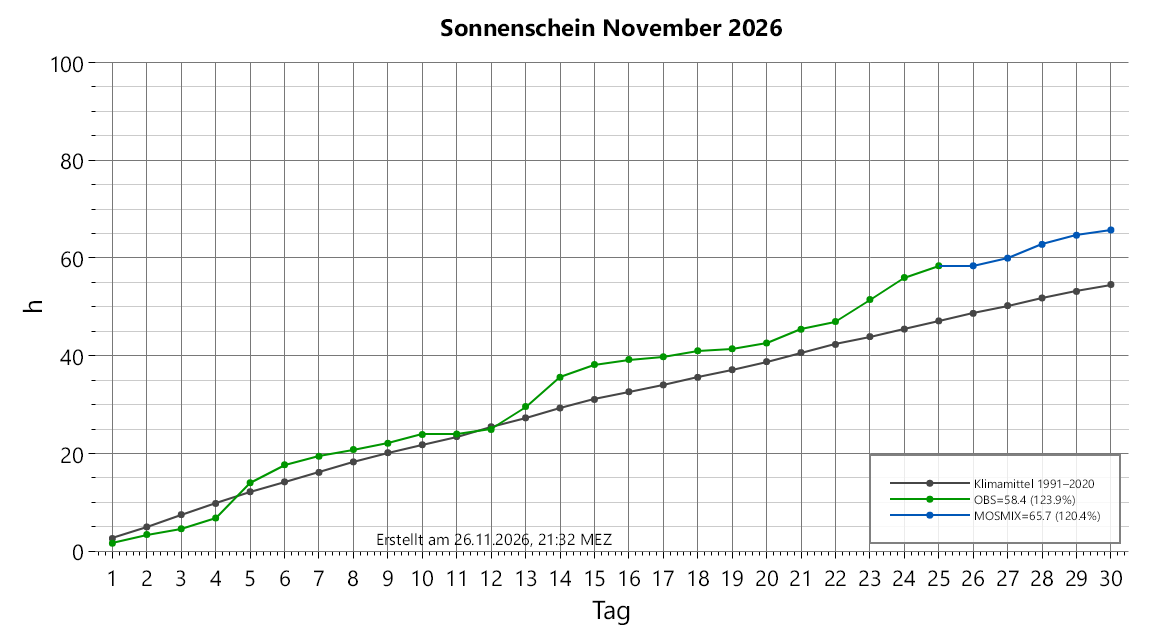 Sonnenschein November 2026
100
80
60
40
20
0
h
Klimamittel 1991–2020
OBS=58.4 (123.9%)
MOSMIX=65.7 (120.4%)
Erstellt am 26.11.2026, 21:32 MEZ
1 2 3 4 5 6 7 8 9 10 11 12 13 14 15 16 17 18 19 20 21 22 23 24 25 26 27 28 29 30
Tag